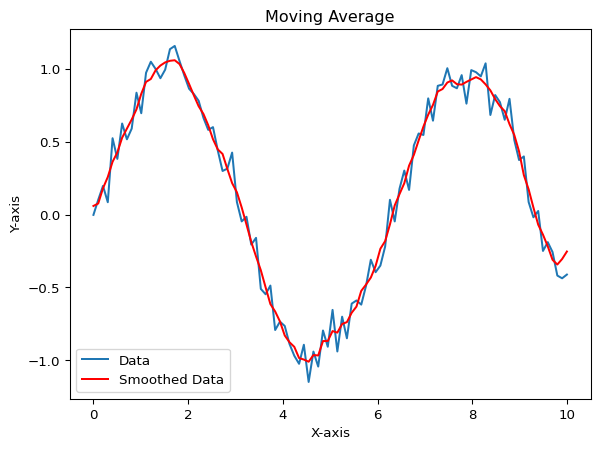 Moving Average
Y-axis
1.0
0.5
0.0
−0.5
−1.0
Data
Smoothed Data
0 2 4 6 8 10
X-axis